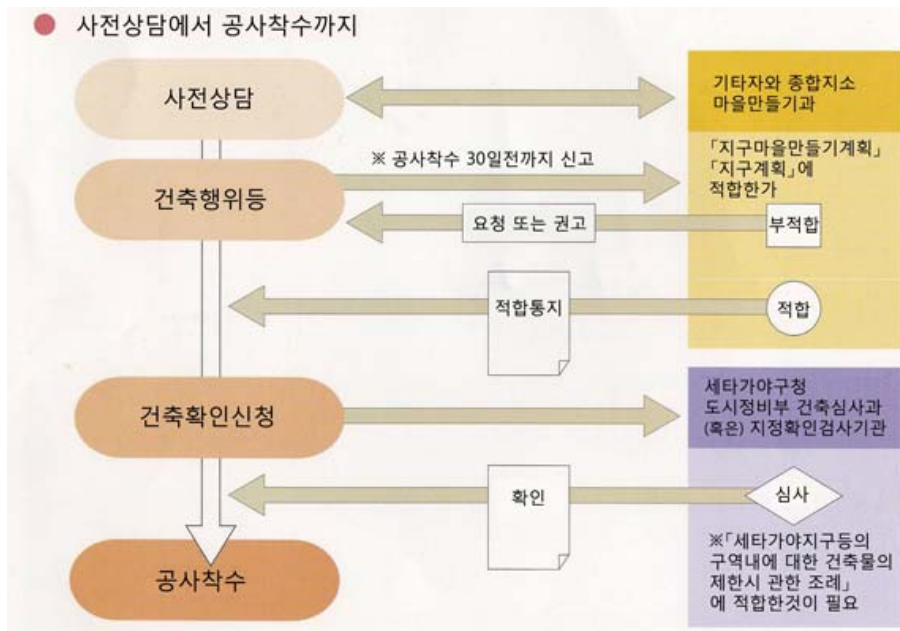 사전상담에서 공사착수까지
사전상담
기타자와 종합지소
마을만들기과
※ 공사착수 30일전까지 신고
건축행위등
「지구마을만들기계획」
「지구계획」에
적합한가
요청 또는 권고
부적합
적합통지
적합
건축확인신청
세타가야구청
도시정비부 건축심사과
(혹은) 지정확인검사기관
확인
심사
공사착수
※「세타가야지구등의
구역내에 대한 건축물의
제한시 관한 조례」
에 적합한것이 필요